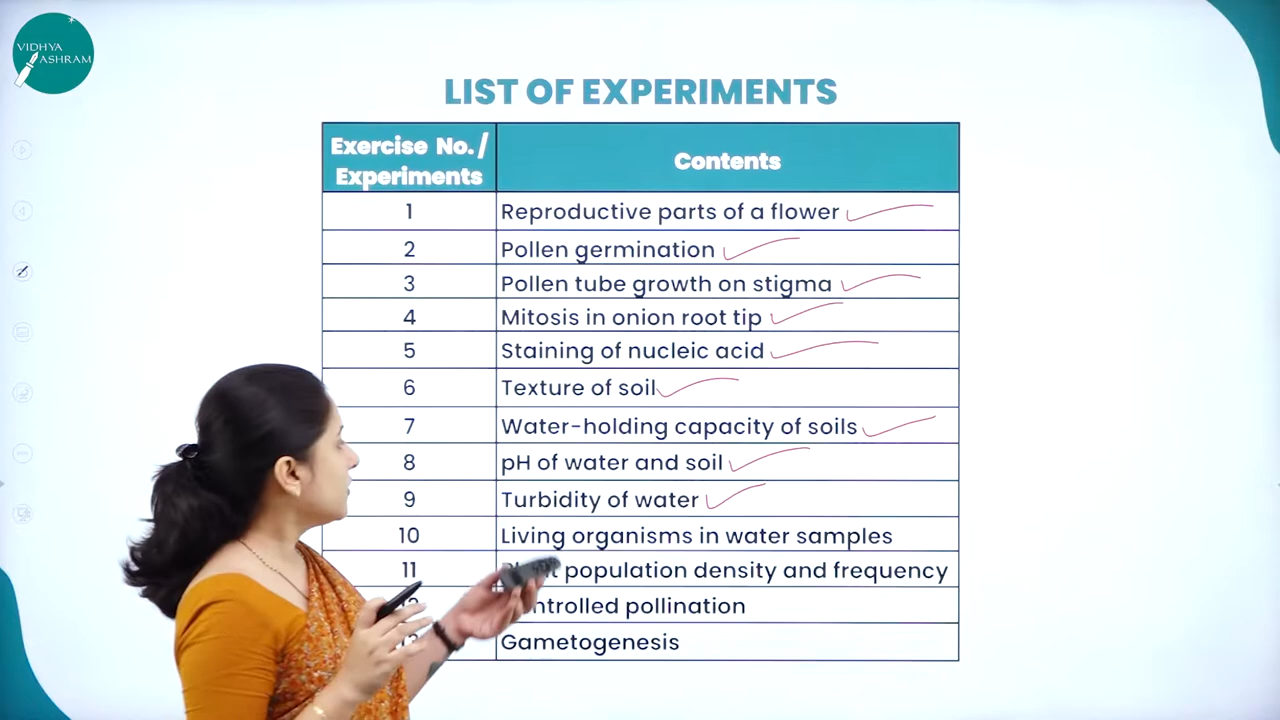 VIDHYA
ASHRAM
LIST OF EXPERIMENTS
Exercise No./
Experiments
Contents
1 Reproductive parts of a flower
2 Pollen germination
3 Pollen tube growth on stigma
4 Mitosis in onion root tip
5 Staining of nucleic acid
6 Texture of soil
7 Water-holding capacity of soils
8 pH of water and soil
9 Turbidity of water
10 Living organisms in water samples
11 population density and frequency
pollination
Gametogenesis